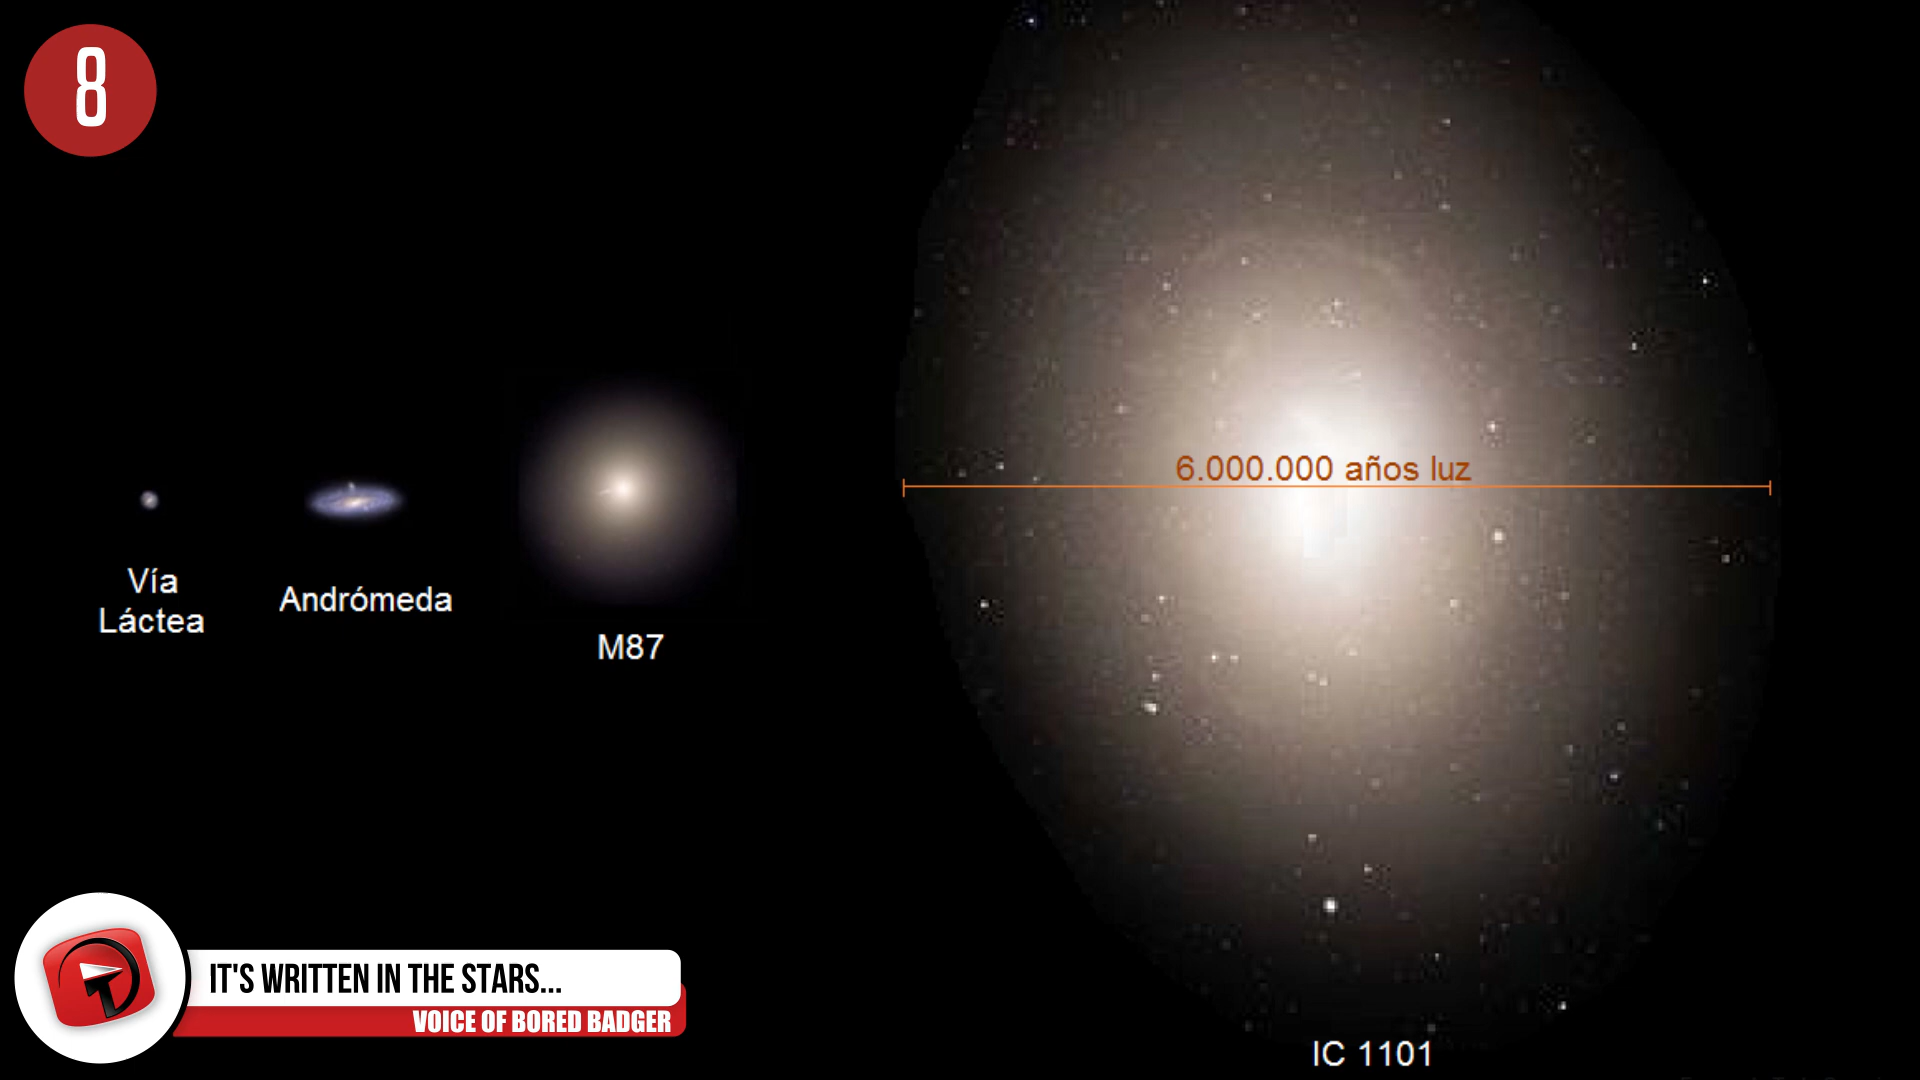 8
6.000.000 años luz
Vía
Láctea
Andrómeda
M87
IT'S WRITTEN IN THE STARS...
VOICE OF BORED BADGER
IC 1101